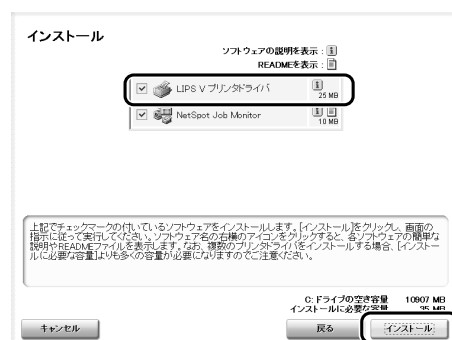 インストール
ソフトウェアの説明を表示 :
READMEを表示 :
LIPS V プリンタドライバ
25 MB
NetSpot Job Monitor
10 MB
上記でチェックマークの付いているソフトウェアをインストールします。[インストール]をクリックし、画面の
指示に従って実行してください。ソフトウェア名の右横のアイコンをクリックすると、各ソフトウェアの簡単な
説明やREADMEファイルを表示します。なお、複数のプリンタドライバをインストールする場合、[インストー
ルに必要な容量]よりも多くの容量が必要になりますのでご注意ください。
C: ドライブの空き容量 10907 MB
インストールに必要な容量 35 MB
キャンセル
戻る
インストール